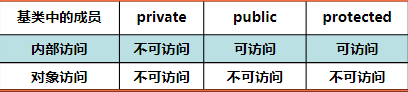 基类中的成员 private public protected
内部访问 不可访问 可访问 可访问
对象访问 不可访问 不可访问 不可访问